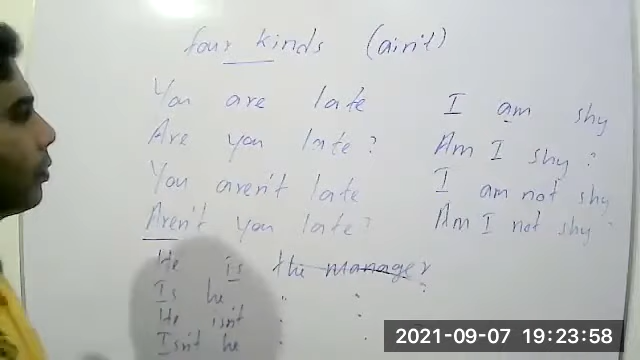 four kinds (ain't)
You are late
Are you late?
You aren't late
Aren't you late?
He is the manager
Is he " " ?
He isn't " "
Isn't he " "
I am shy
Am I shy?
I am not shy
Am I not shy?
2021-09-07 19:23:58